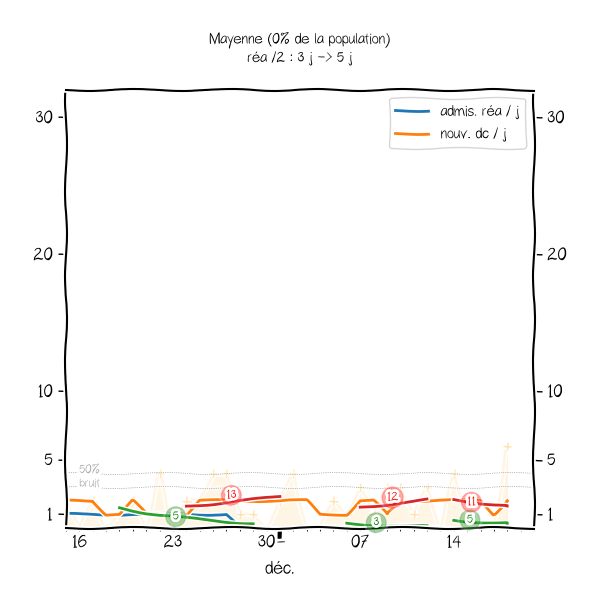 Mayenne (0% de la population)
réa /2 : 3 j -> 5 j
admis. réa / j
nouv. dc / j
30 30
20 20
10 10
5 5
50%
bruit
1 1
13 12 11
5 3 5
16 23 30 07 14
déc.